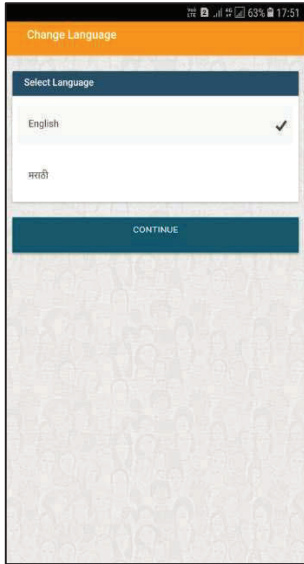 63% 17:51
Change Language
Select Language
English
मराठी
CONTINUE